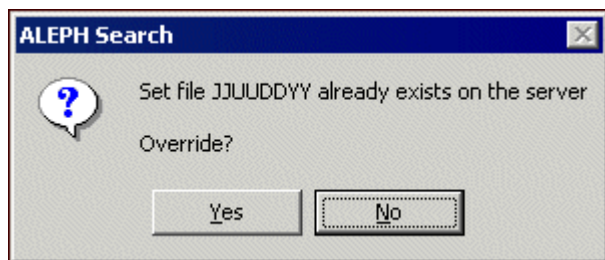 ALEPH Search
Set file JJUUDDYY already exists on the server
Override?
Yes
No